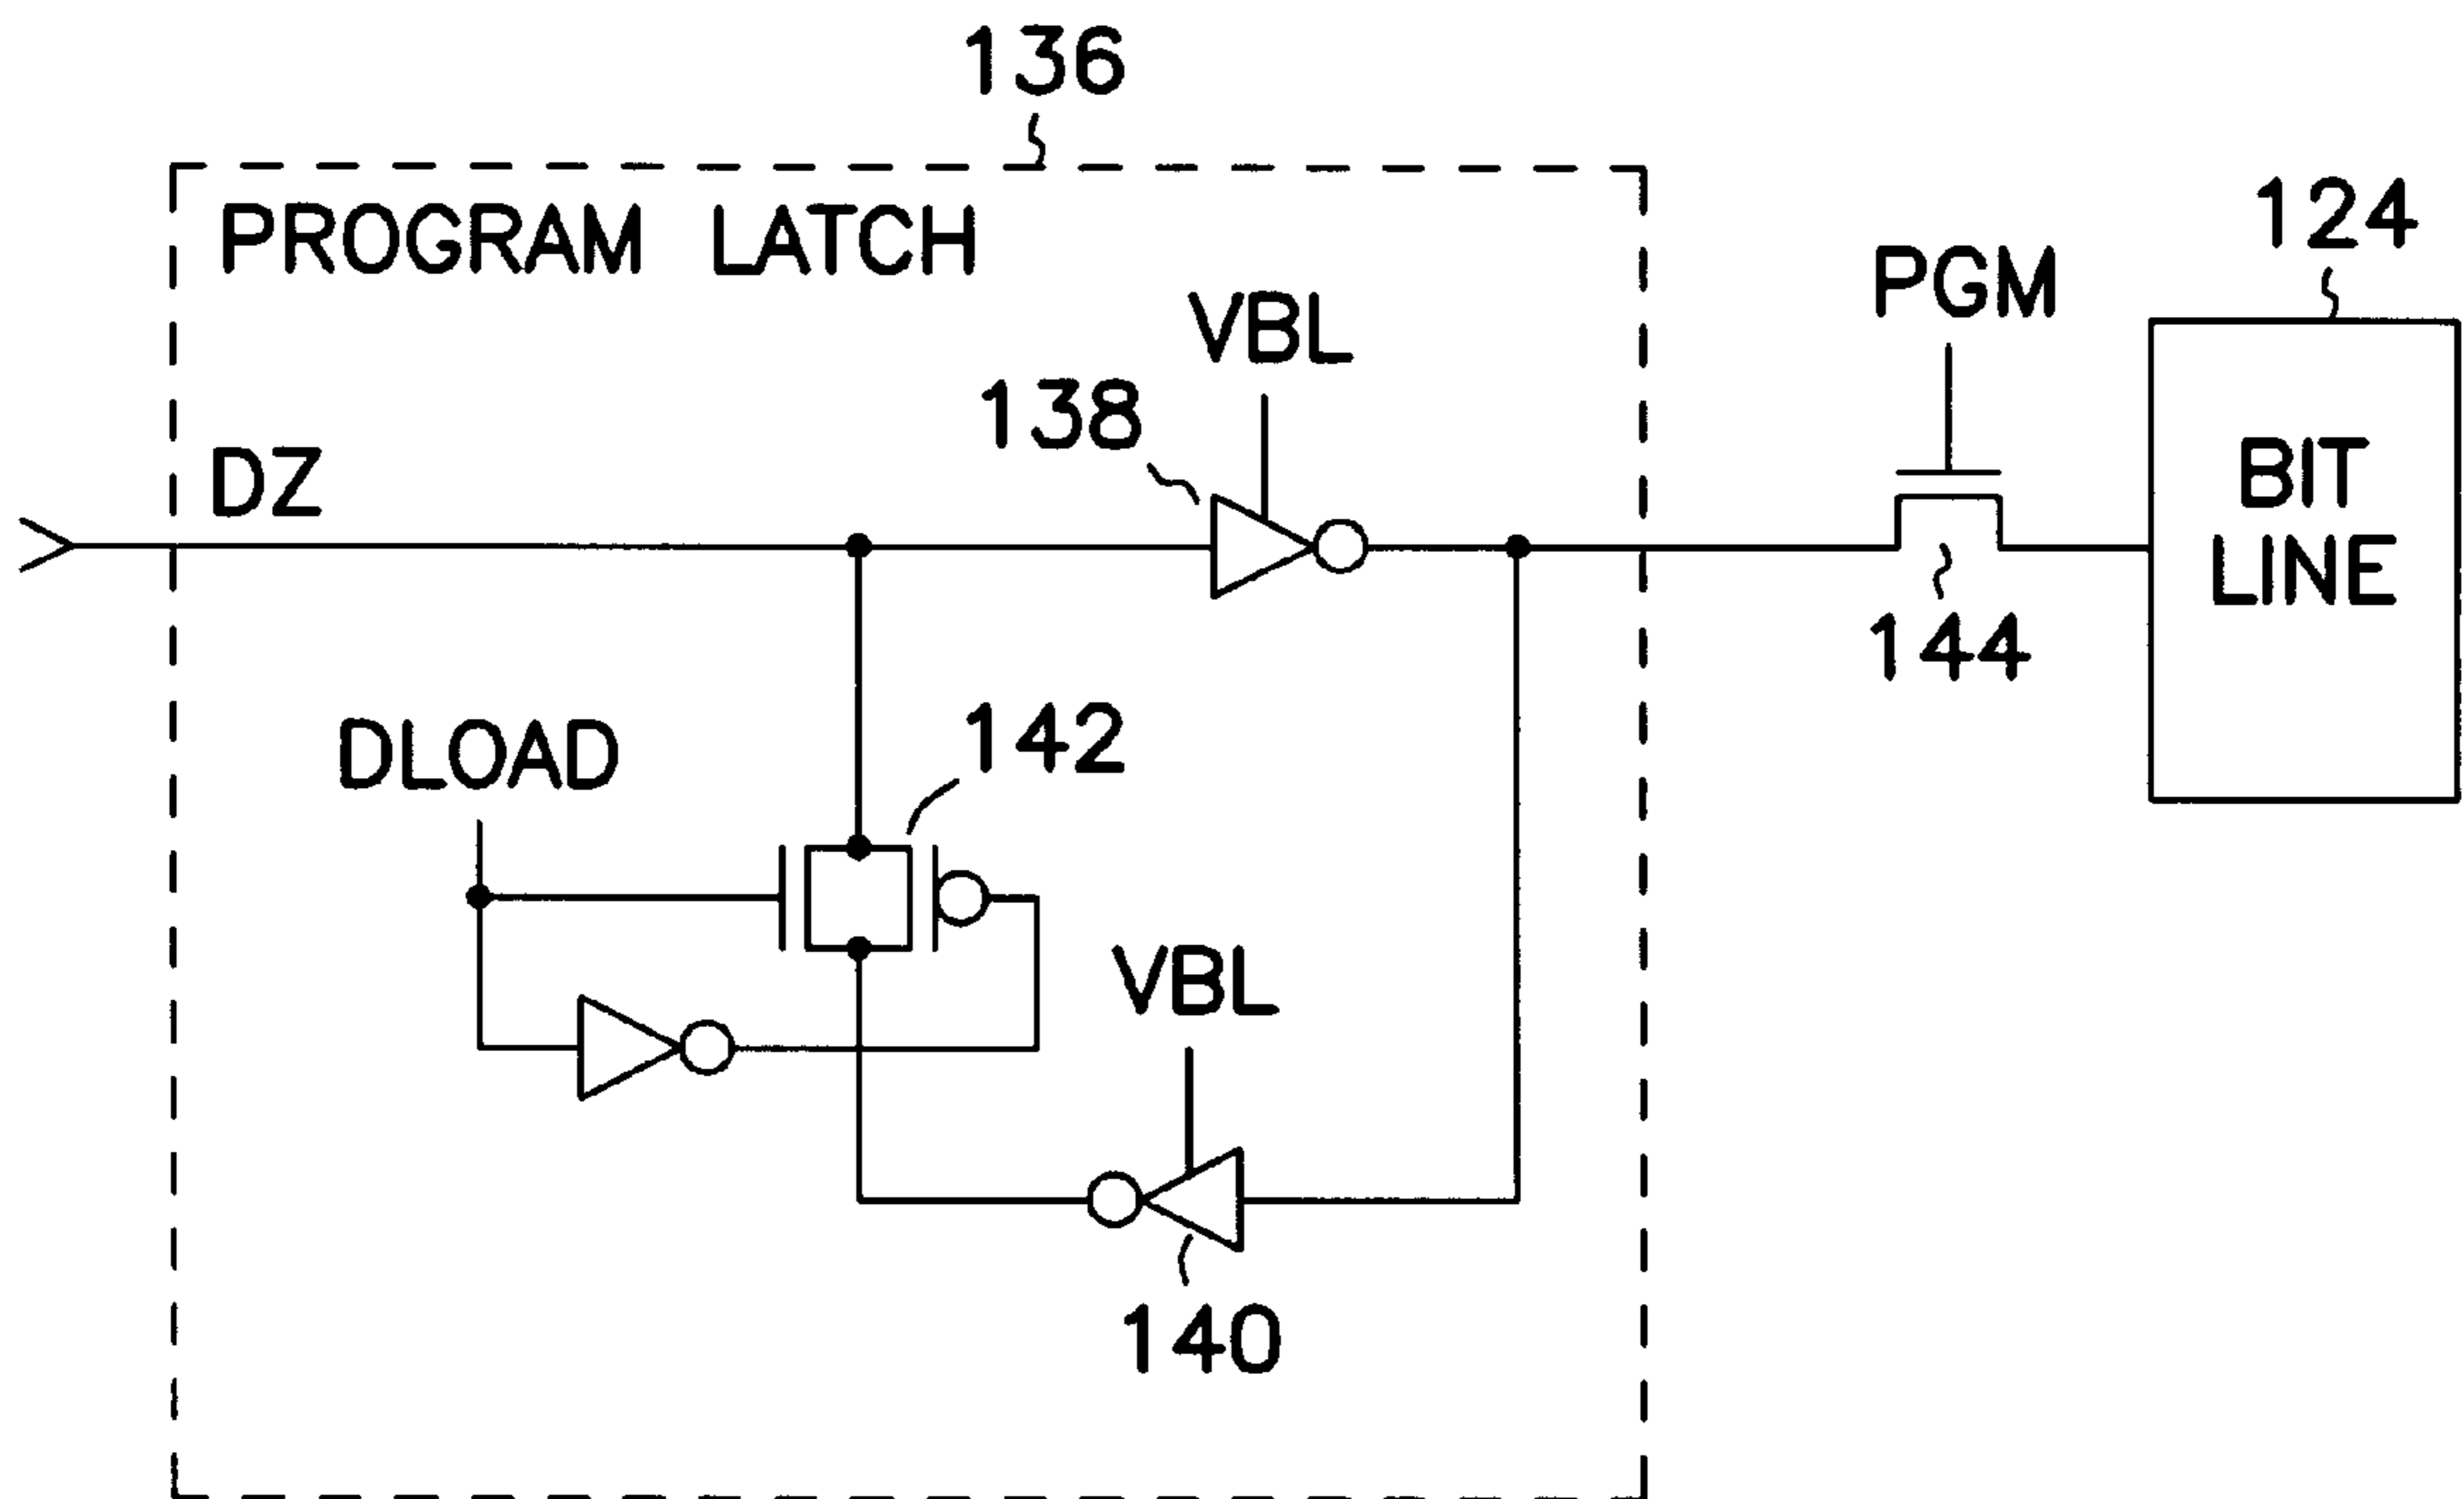 136
PROGRAM LATCH
124
PGM
VBL
138
DZ
BIT
LINE
144
DLOAD
142
VBL
140